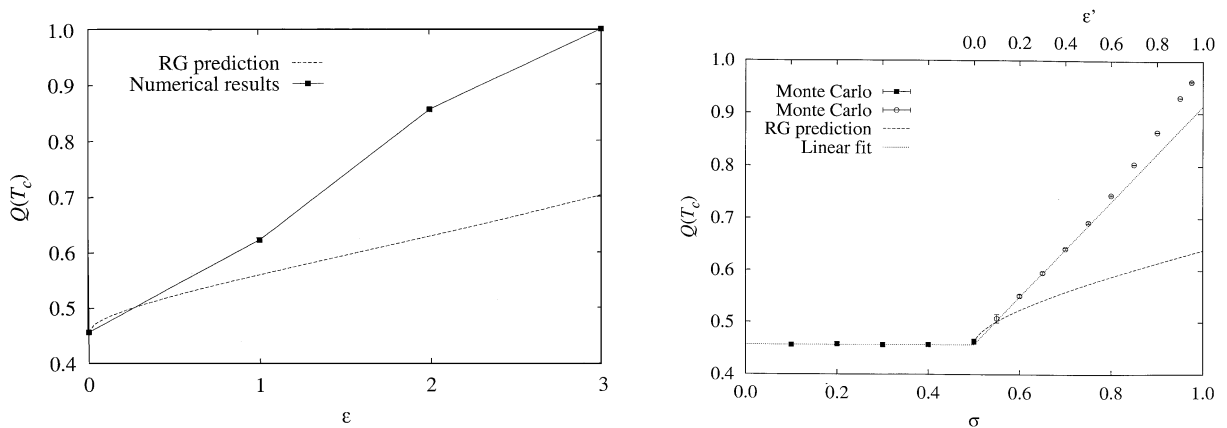 1.0
0.9
0.8
0.7
0.6
0.5
0.4
Q(Tc)
RG prediction
Numerical results
0 1 2 3
ε
ε'
0.0 0.2 0.4 0.6 0.8 1.0
1.0
0.9
0.8
0.7
0.6
0.5
0.4
Q(Tc)
Monte Carlo
Monte Carlo
RG prediction
Linear fit
0.0 0.2 0.4 0.6 0.8 1.0
σ